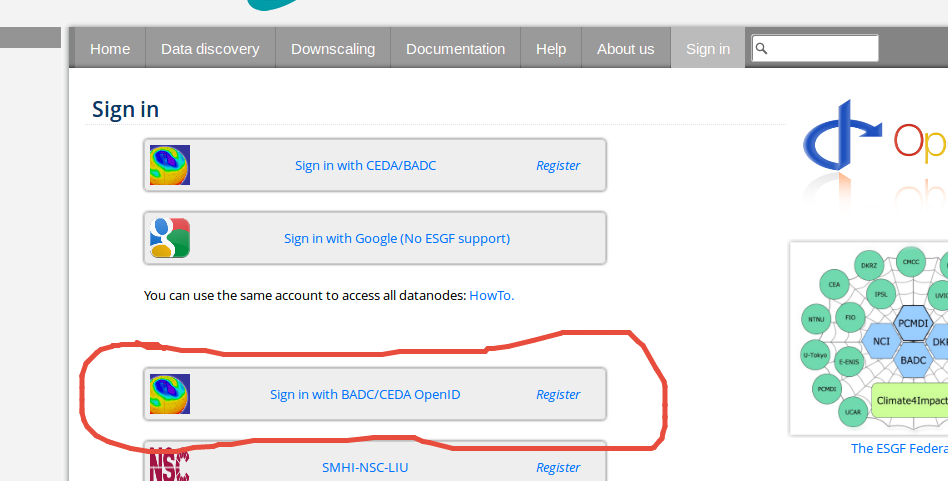 Home Data discovery Downscaling Documentation Help About us Sign in
Sign in
Sign in with CEDA/BADC Register
Sign in with Google (No ESGF support)
You can use the same account to access all datanodes: HowTo.
Sign in with BADC/CEDA OpenID Register
NSC
SMHI-NSC-LIU Register
Op
DKRZ
CMCC
CEA
IPSL
NTNU
FIO
PCMDI
NCI
U-Tokyo
E-ENIS
BADC
PCMDI
Climate4Impact
UCAR
The ESGF Federa